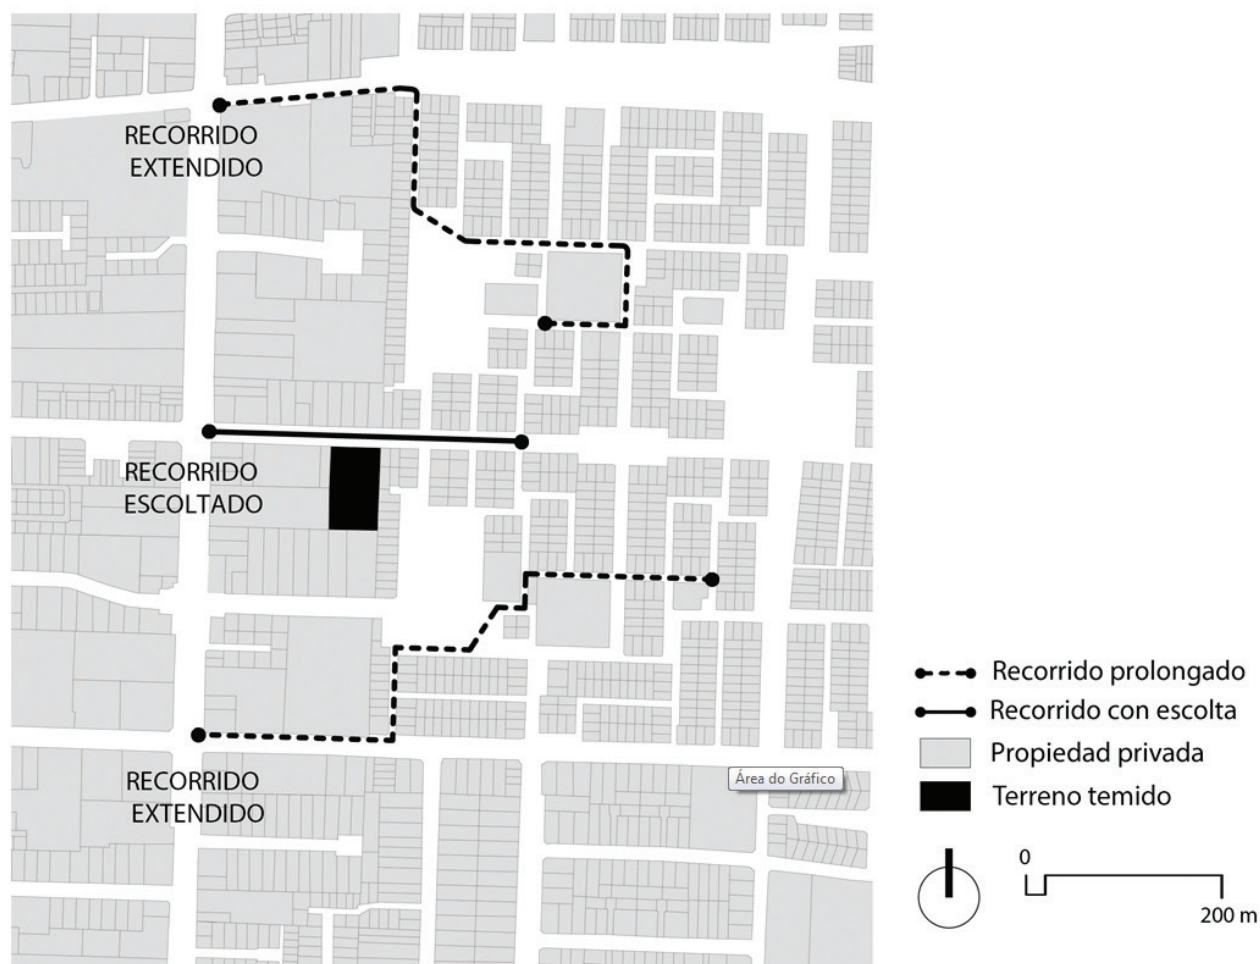 RECORRIDO
EXTENDIDO
RECORRIDO
ESCOLTADO
RECORRIDO
EXTENDIDO
Área do Gráfico
Recorrido prolongado
Recorrido con escolta
Propiedad privada
Terreno temido
0
200 m